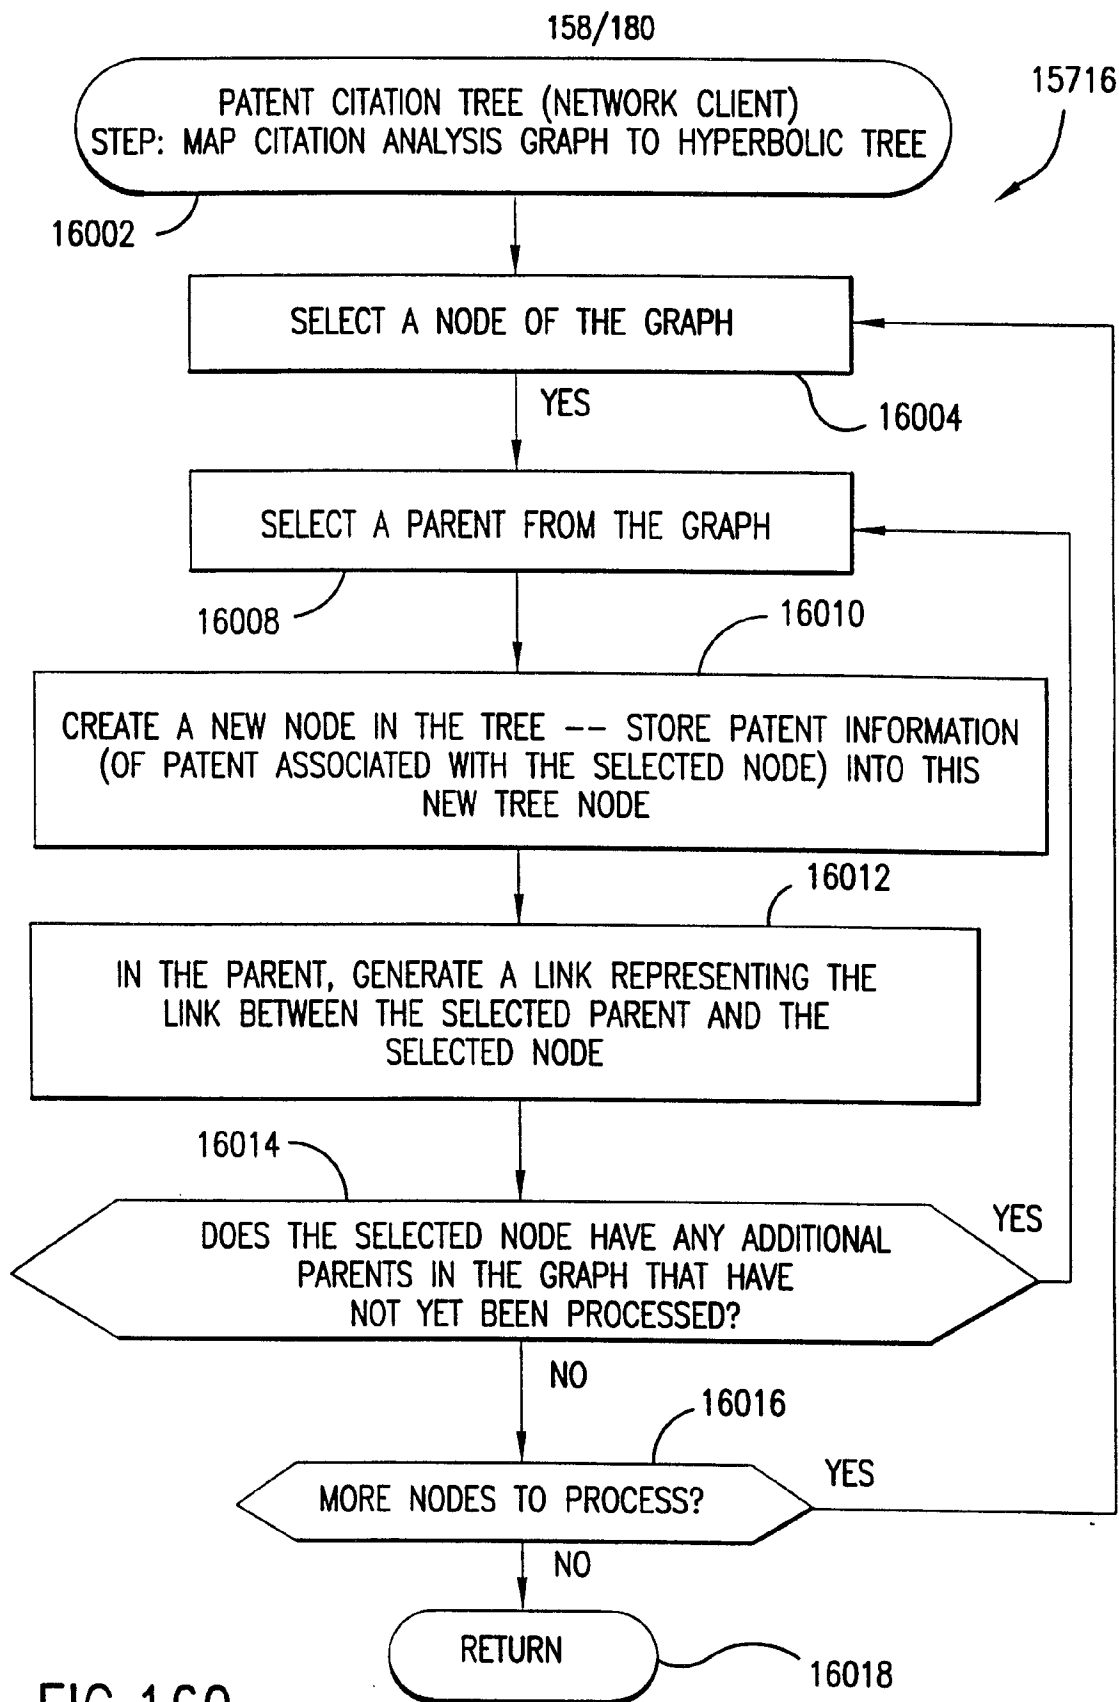 158/180
15716
PATENT CITATION TREE (NETWORK CLIENT)
STEP: MAP CITATION ANALYSIS GRAPH TO HYPERBOLIC TREE
16002
SELECT A NODE OF THE GRAPH
YES
16004
SELECT A PARENT FROM THE GRAPH
16008
16010
CREATE A NEW NODE IN THE TREE -- STORE PATENT INFORMATION
(OF PATENT ASSOCIATED WITH THE SELECTED NODE) INTO THIS
NEW TREE NODE
16012
IN THE PARENT, GENERATE A LINK REPRESENTING THE
LINK BETWEEN THE SELECTED PARENT AND THE
SELECTED NODE
16014
YES
DOES THE SELECTED NODE HAVE ANY ADDITIONAL
PARENTS IN THE GRAPH THAT HAVE
NOT YET BEEN PROCESSED?
NO
16016
YES
MORE NODES TO PROCESS?
NO
RETURN
16018
FIG.160